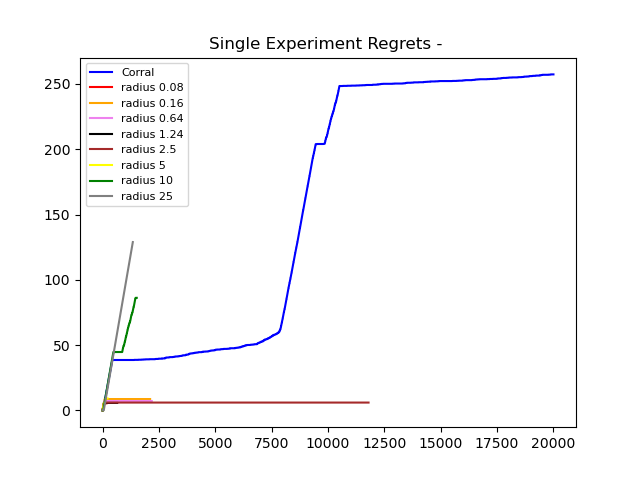 Single Experiment Regrets -
Corral
radius 0.08
radius 0.16
radius 0.64
radius 1.24
radius 2.5
radius 5
radius 10
radius 25
250
200
150
100
50
0
0 2500 5000 7500 10000 12500 15000 17500 20000